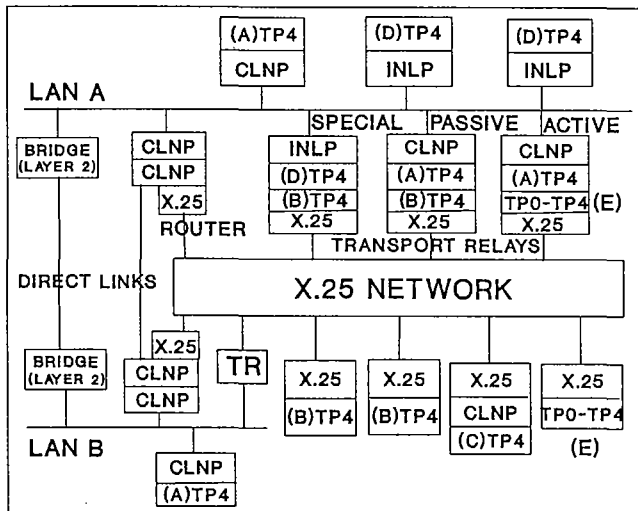 (A)TP4
CLNP
(D)TP4
INLP
(D)TP4
INLP
LAN A
SPECIAL
PASSIVE
ACTIVE
BRIDGE
(LAYER 2)
CLNP
CLNP
X.25
ROUTER
INLP
(D)TP4
(B)TP4
X.25
CLNP
(A)TP4
(B)TP4
X.25
CLNP
(A)TP4
TP0-TP4
(E)
X.25
TRANSPORT RELAYS
DIRECT LINKS
X.25 NETWORK
BRIDGE
(LAYER 2)
X.25
CLNP
CLNP
TR
X.25
(B)TP4
X.25
(B)TP4
X.25
CLNP
(C)TP4
X.25
TP0-TP4
(E)
LAN B
CLNP
(A)TP4